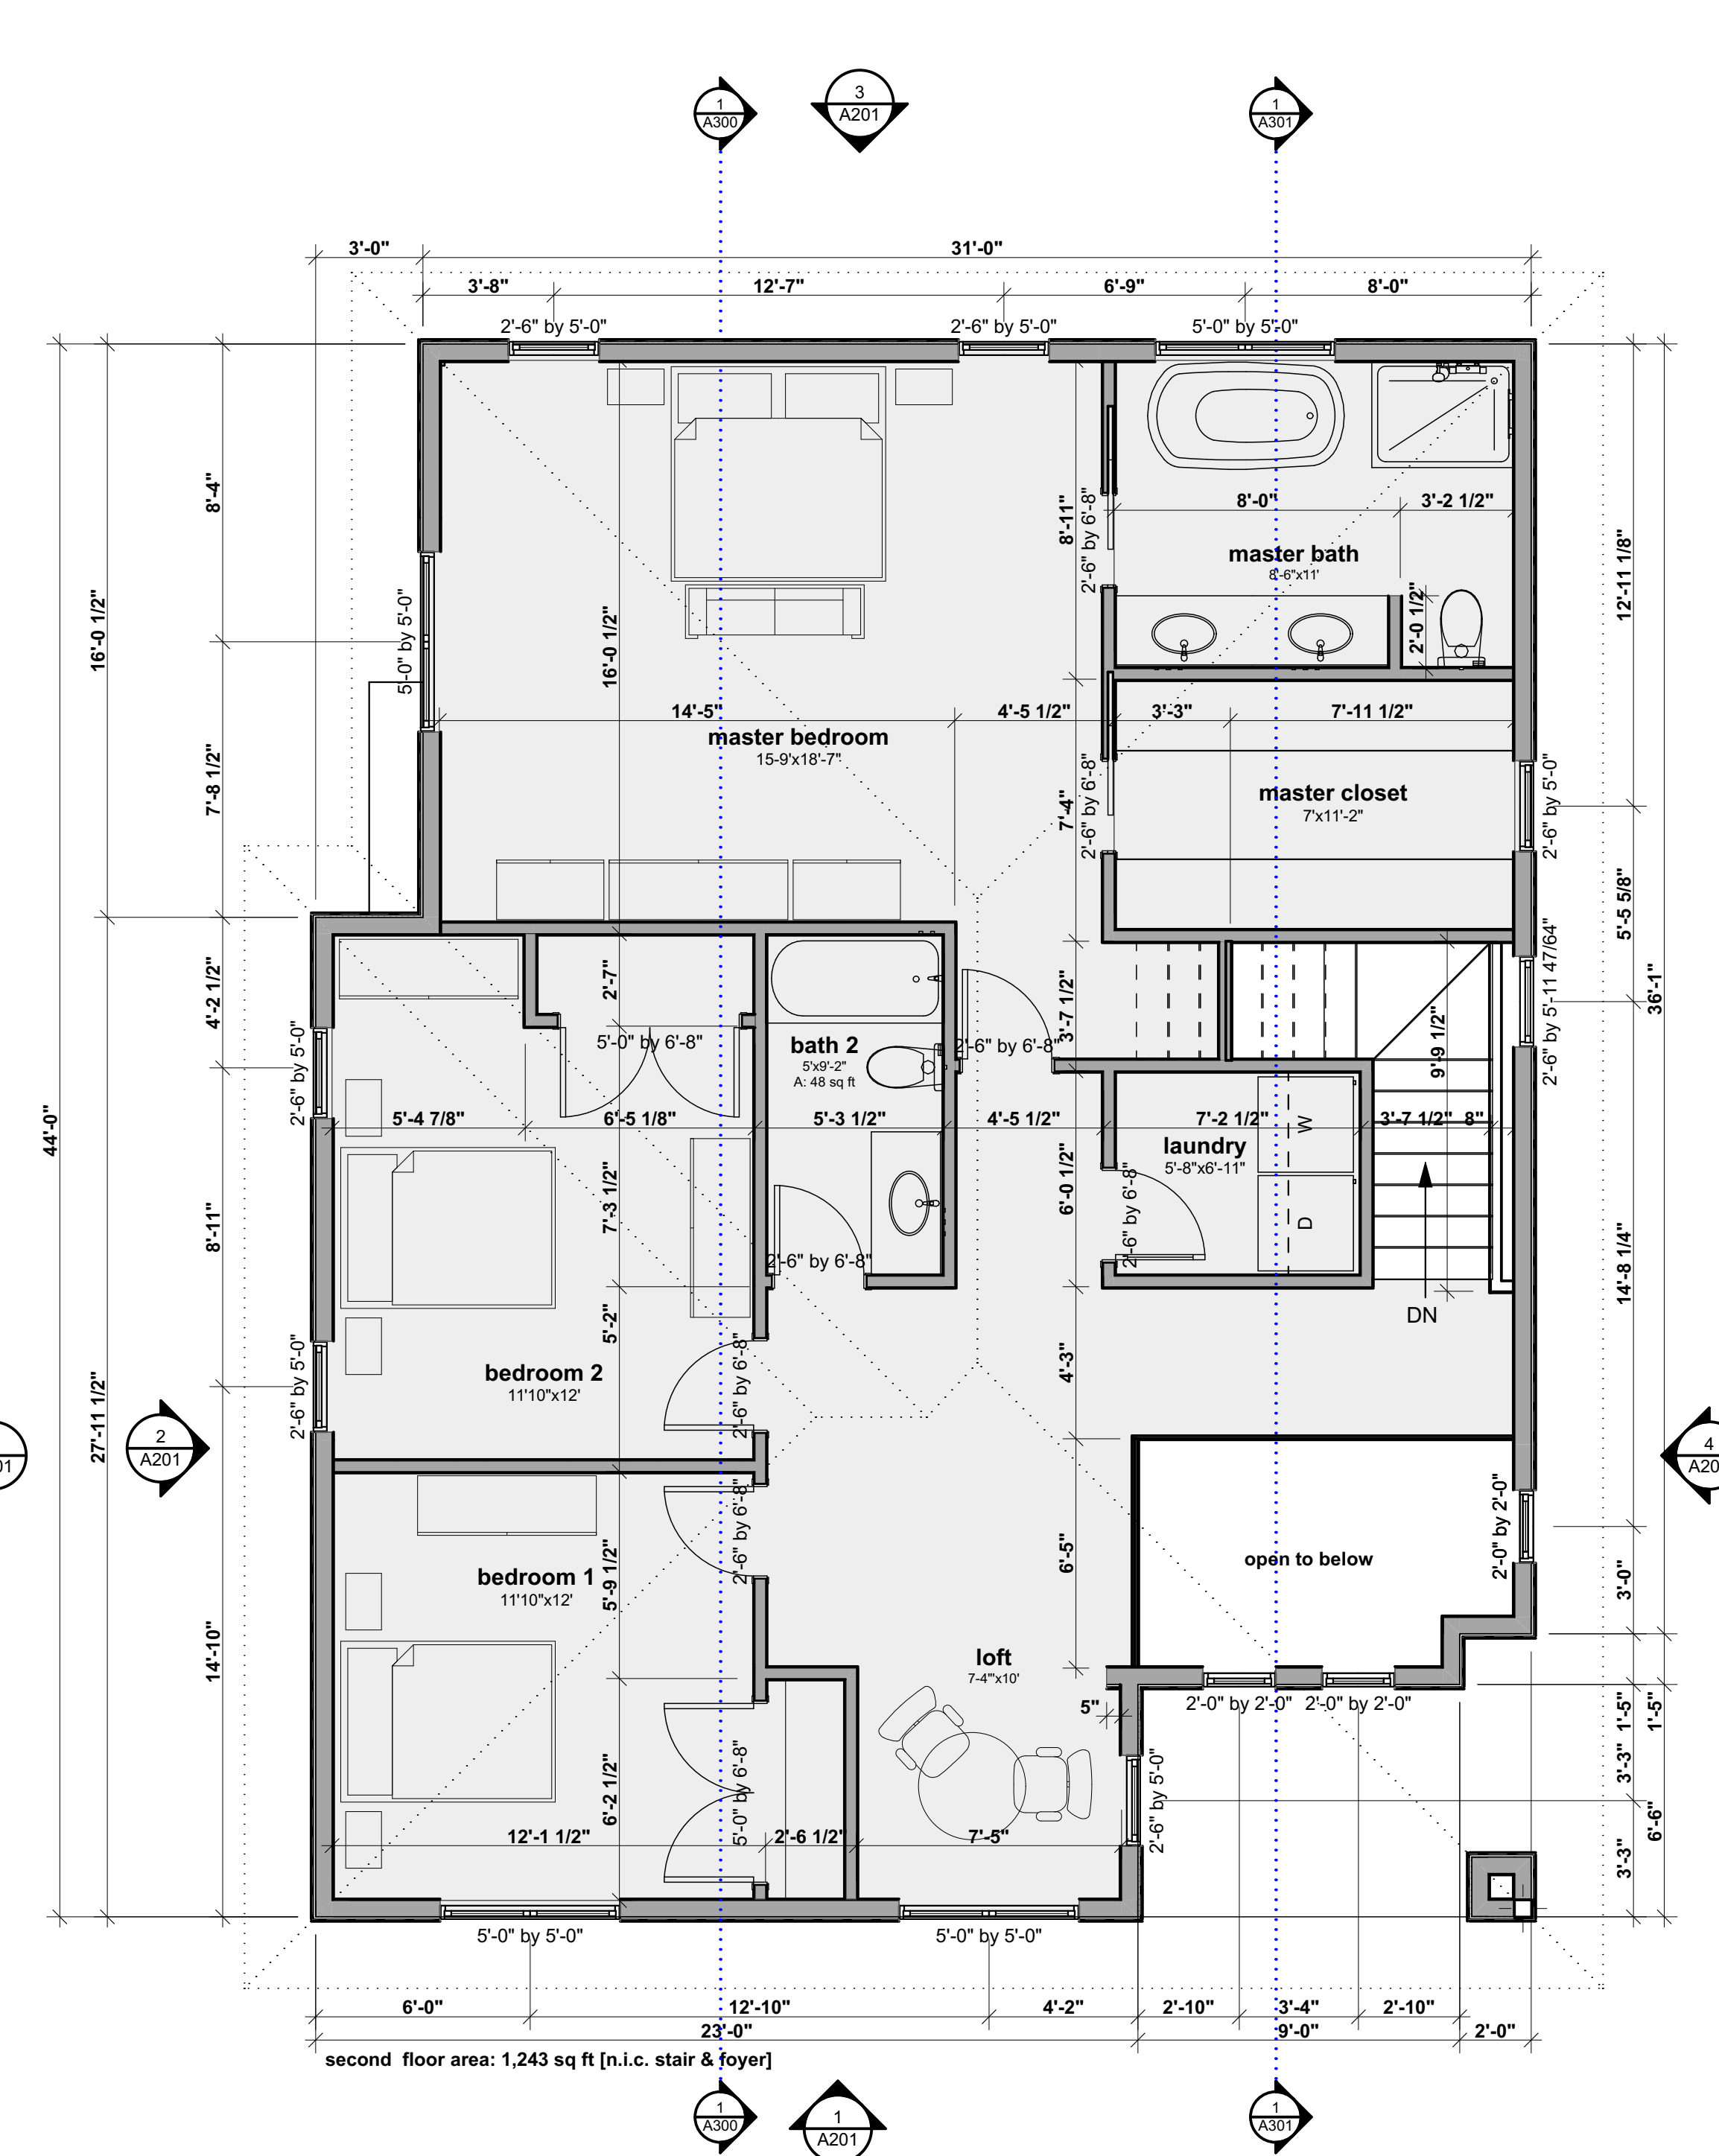 1
A300
3
A201
1
A301
3'-0"
31'-0"
3'-8"
12'-7"
6'-9"
8'-0"
2'-6" by 5'-0"
2'-6" by 5'-0"
5'-0" by 5'-0"
8'-4"
16'-0 1/2"
5'-0" by 5'-0"
16'-0 1/2"
8'-11"
2'-6" by 6'-8"
8'-0"
3'-2 1/2"
master bath
8'-6"x11'
2'-0 1/2"
12'-11 1/8"
14'-5"
4'-5 1/2"
3'-3"
7'-11 1/2"
master bedroom
15-9'x18'-7"
7'-8 1/2"
7'-4"
2'-6" by 6'-8"
master closet
7'x11'-2"
2'-6" by 5'-0"
5'-5 5/8"
4'-2 1/2"
2'-7"
3'-7 1/2"
9'-9 1/2"
2'-6" by 5'-11 47/64"
36'-1"
2'-6" by 5'-0"
5'-0" by 6'-8"
bath 2
5'x9'-2"
A: 48 sq ft
2'-6" by 6'-8"
44'-0"
5'-4 7/8"
6'-5 1/8"
5'-3 1/2"
4'-5 1/2"
7'-2 1/2"
3'-7 1/2"
8"
W
laundry
5'-8"x6'-11"
D
8'-11"
7'-3 1/2"
6'-0 1/2"
2'-6" by 6'-8"
2'-6" by 6'-8"
14'-8 1/4"
DN
5'-2"
4'-3"
2'-6" by 5'-0"
bedroom 2
11'10"x12'
2'-6" by 6'-8"
27'-11 1/2"
01
2
A201
4
A20
2'-6" by 6'-8"
5'-9 1/2"
6'-5"
2'-0" by 2'-0"
open to below
bedroom 1
11'10"x12'
3'-0"
14'-10"
loft
7-4'"x10'
5"
2'-0" by 2'-0"
2'-0" by 2'-0"
1'-5"
1'-5"
6'-2 1/2"
5'-0" by 6'-8"
2'-6" by 5'-0"
3'-3"
12'-1 1/2"
2'-6 1/2"
7'-5"
3'-3"
6'-6"
5'-0" by 5'-0"
5'-0" by 5'-0"
6'-0"
12'-10"
4'-2"
2'-10"
3'-4"
2'-10"
23'-0"
9'-0"
2'-0"
second floor area: 1,243 sq ft [n.i.c. stair & foyer]
1
A300
1
A201
1
A301